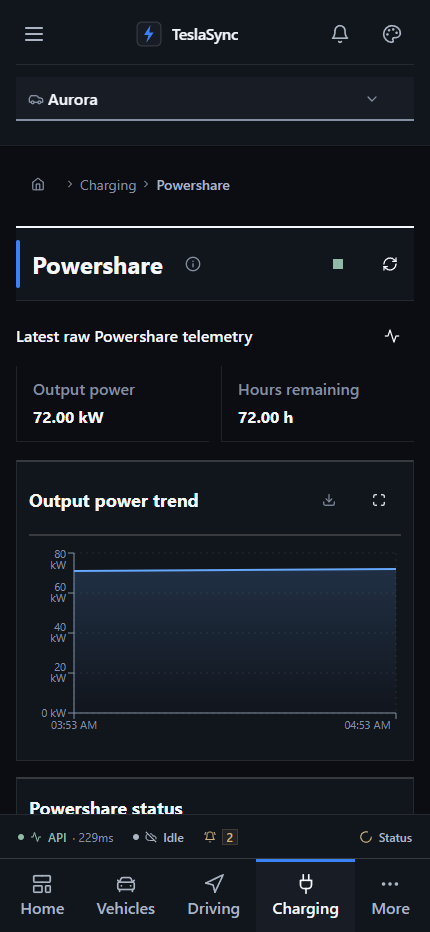 TeslaSync
Aurora
Charging
Powershare
Powershare
Latest raw Powershare telemetry
Output power
72.00 kW
Hours remaining
72.00 h
Output power trend
80
kW
60
kW
40
kW
20
kW
0 kW
03:53 AM
04:53 AM
Powershare status
API · 229ms
Idle
2
Status
Home
Vehicles
Driving
Charging
More